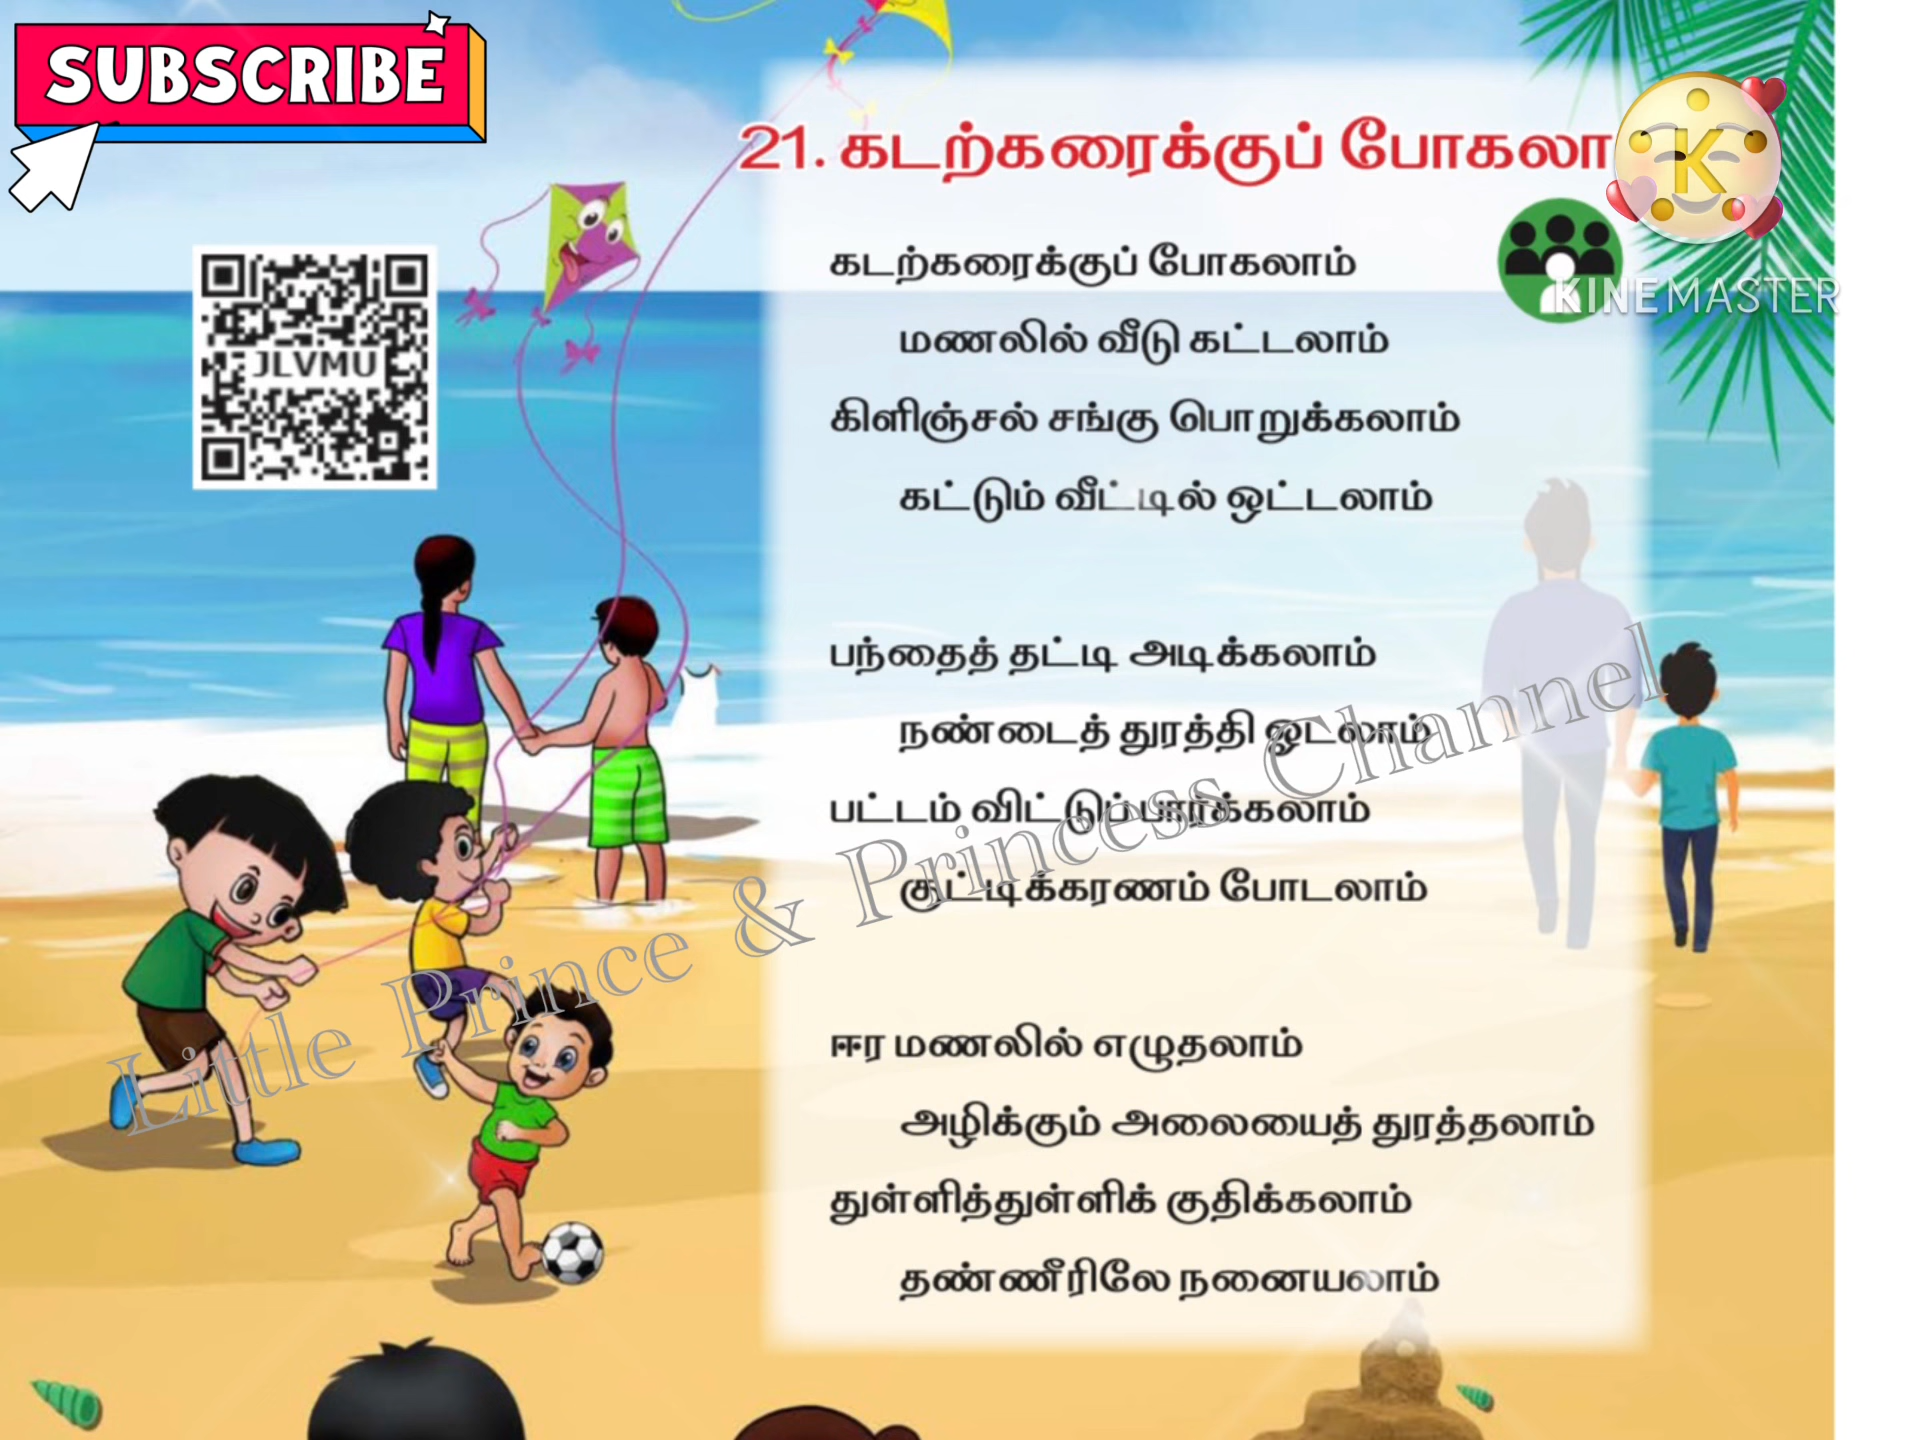 SUBSCRIBE
21. கடற்கரைக்குப் போகலா
கடற்கரைக்குப் போகலாம்
மணலில் வீடு கட்டலாம்
கிளிஞ்சல் சங்கு பொறுக்கலாம்
கட்டும் வீட்டில் ஒட்டலாம்
பந்தைத் தட்டி அடிக்கலாம்
நண்டைத் துரத்தி ஓடலாம்
பட்டம் விட்டுப்பார்க்கலாம்
குட்டிக்கரணம் போடலாம்
ஈர மணலில் எழுதலாம்
அழிக்கும் அலையைத் துரத்தலாம்
துள்ளித்துள்ளிக் குதிக்கலாம்
தண்ணீரிலே நனையலாம்
JLVMU
K
KINEMASTER
Little Prince & Princess Channel